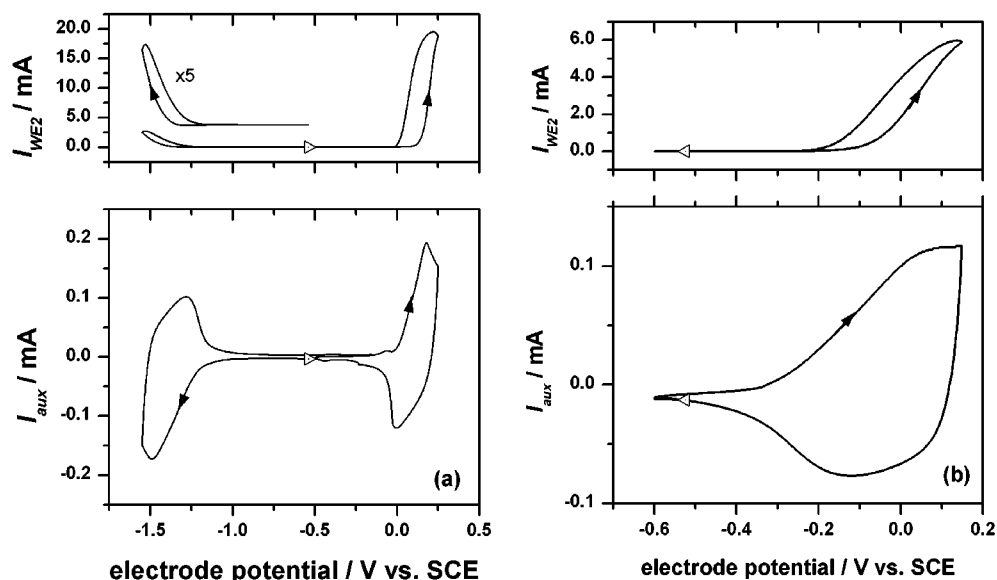 I_WE2 / mA
20.0
15.0
10.0
5.0
0.0
x5
I_aux / mA
0.2
0.1
0.0
-0.1
-0.2
(a)
-1.5 -1.0 -0.5 0.0 0.5
electrode potential / V vs. SCE
I_WE2 / mA
6.0
4.0
2.0
0.0
I_aux / mA
0.1
0.0
-0.1
(b)
-0.6 -0.4 -0.2 0.0 0.2
electrode potential / V vs. SCE